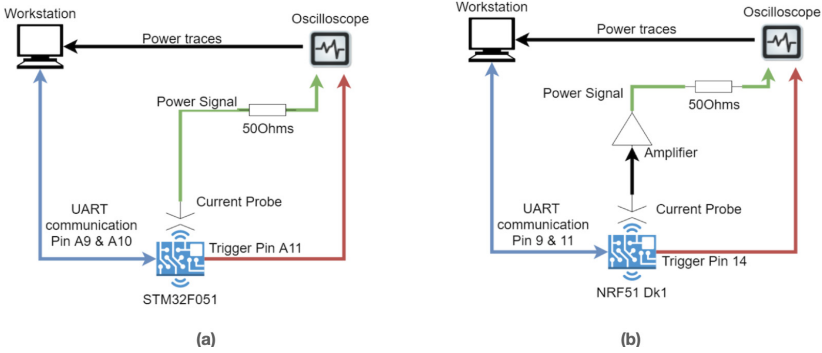 Workstation
Oscilloscope
Power traces
Power Signal
50Ohms
Current Probe
UART
communication
Pin A9 & A10
Trigger Pin A11
STM32F051
(a)
Workstation
Oscilloscope
Power traces
Power Signal
50Ohms
Amplifier
Current Probe
UART
communication
Pin 9 & 11
Trigger Pin 14
NRF51 Dk1
(b)